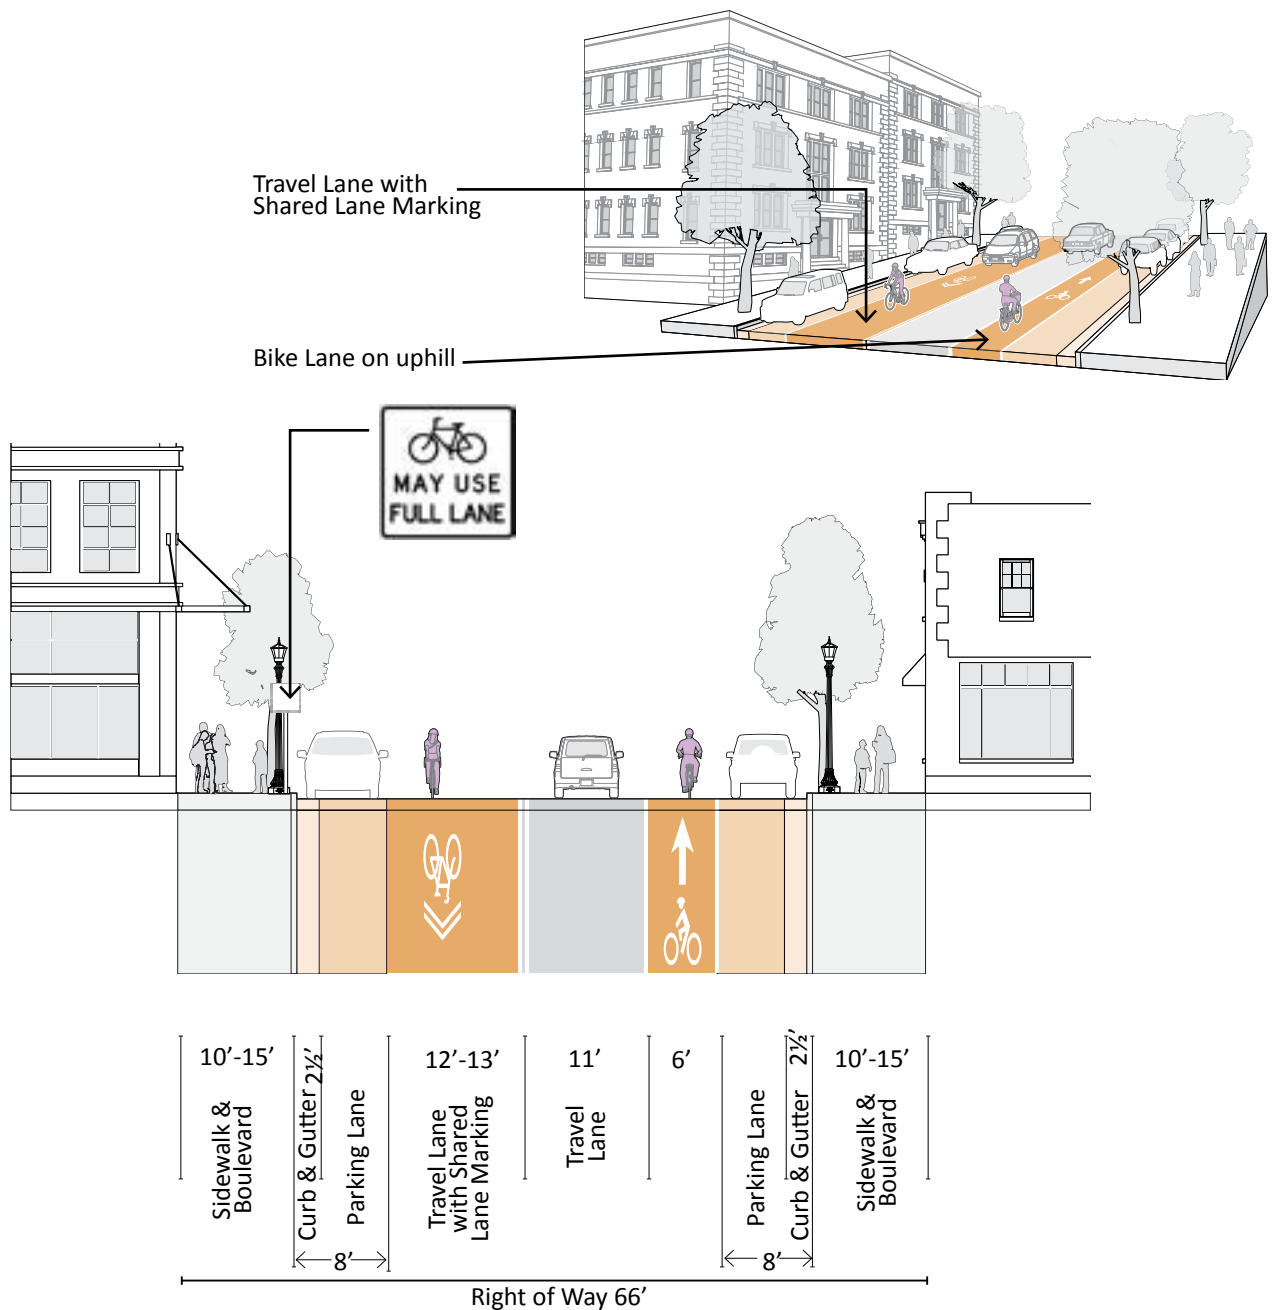 Travel Lane with
Shared Lane Marking
Bike Lane on uphill
MAY USE
FULL LANE
10’-15’
2½’
12’-13’
11’
6’
2½’
10’-15’
Sidewalk &
Boulevard
Curb & Gutter
Parking Lane
Travel Lane
with Shared
Lane Marking
Travel
Lane
Parking Lane
Curb & Gutter
Sidewalk &
Boulevard
8’
8’
Right of Way 66’